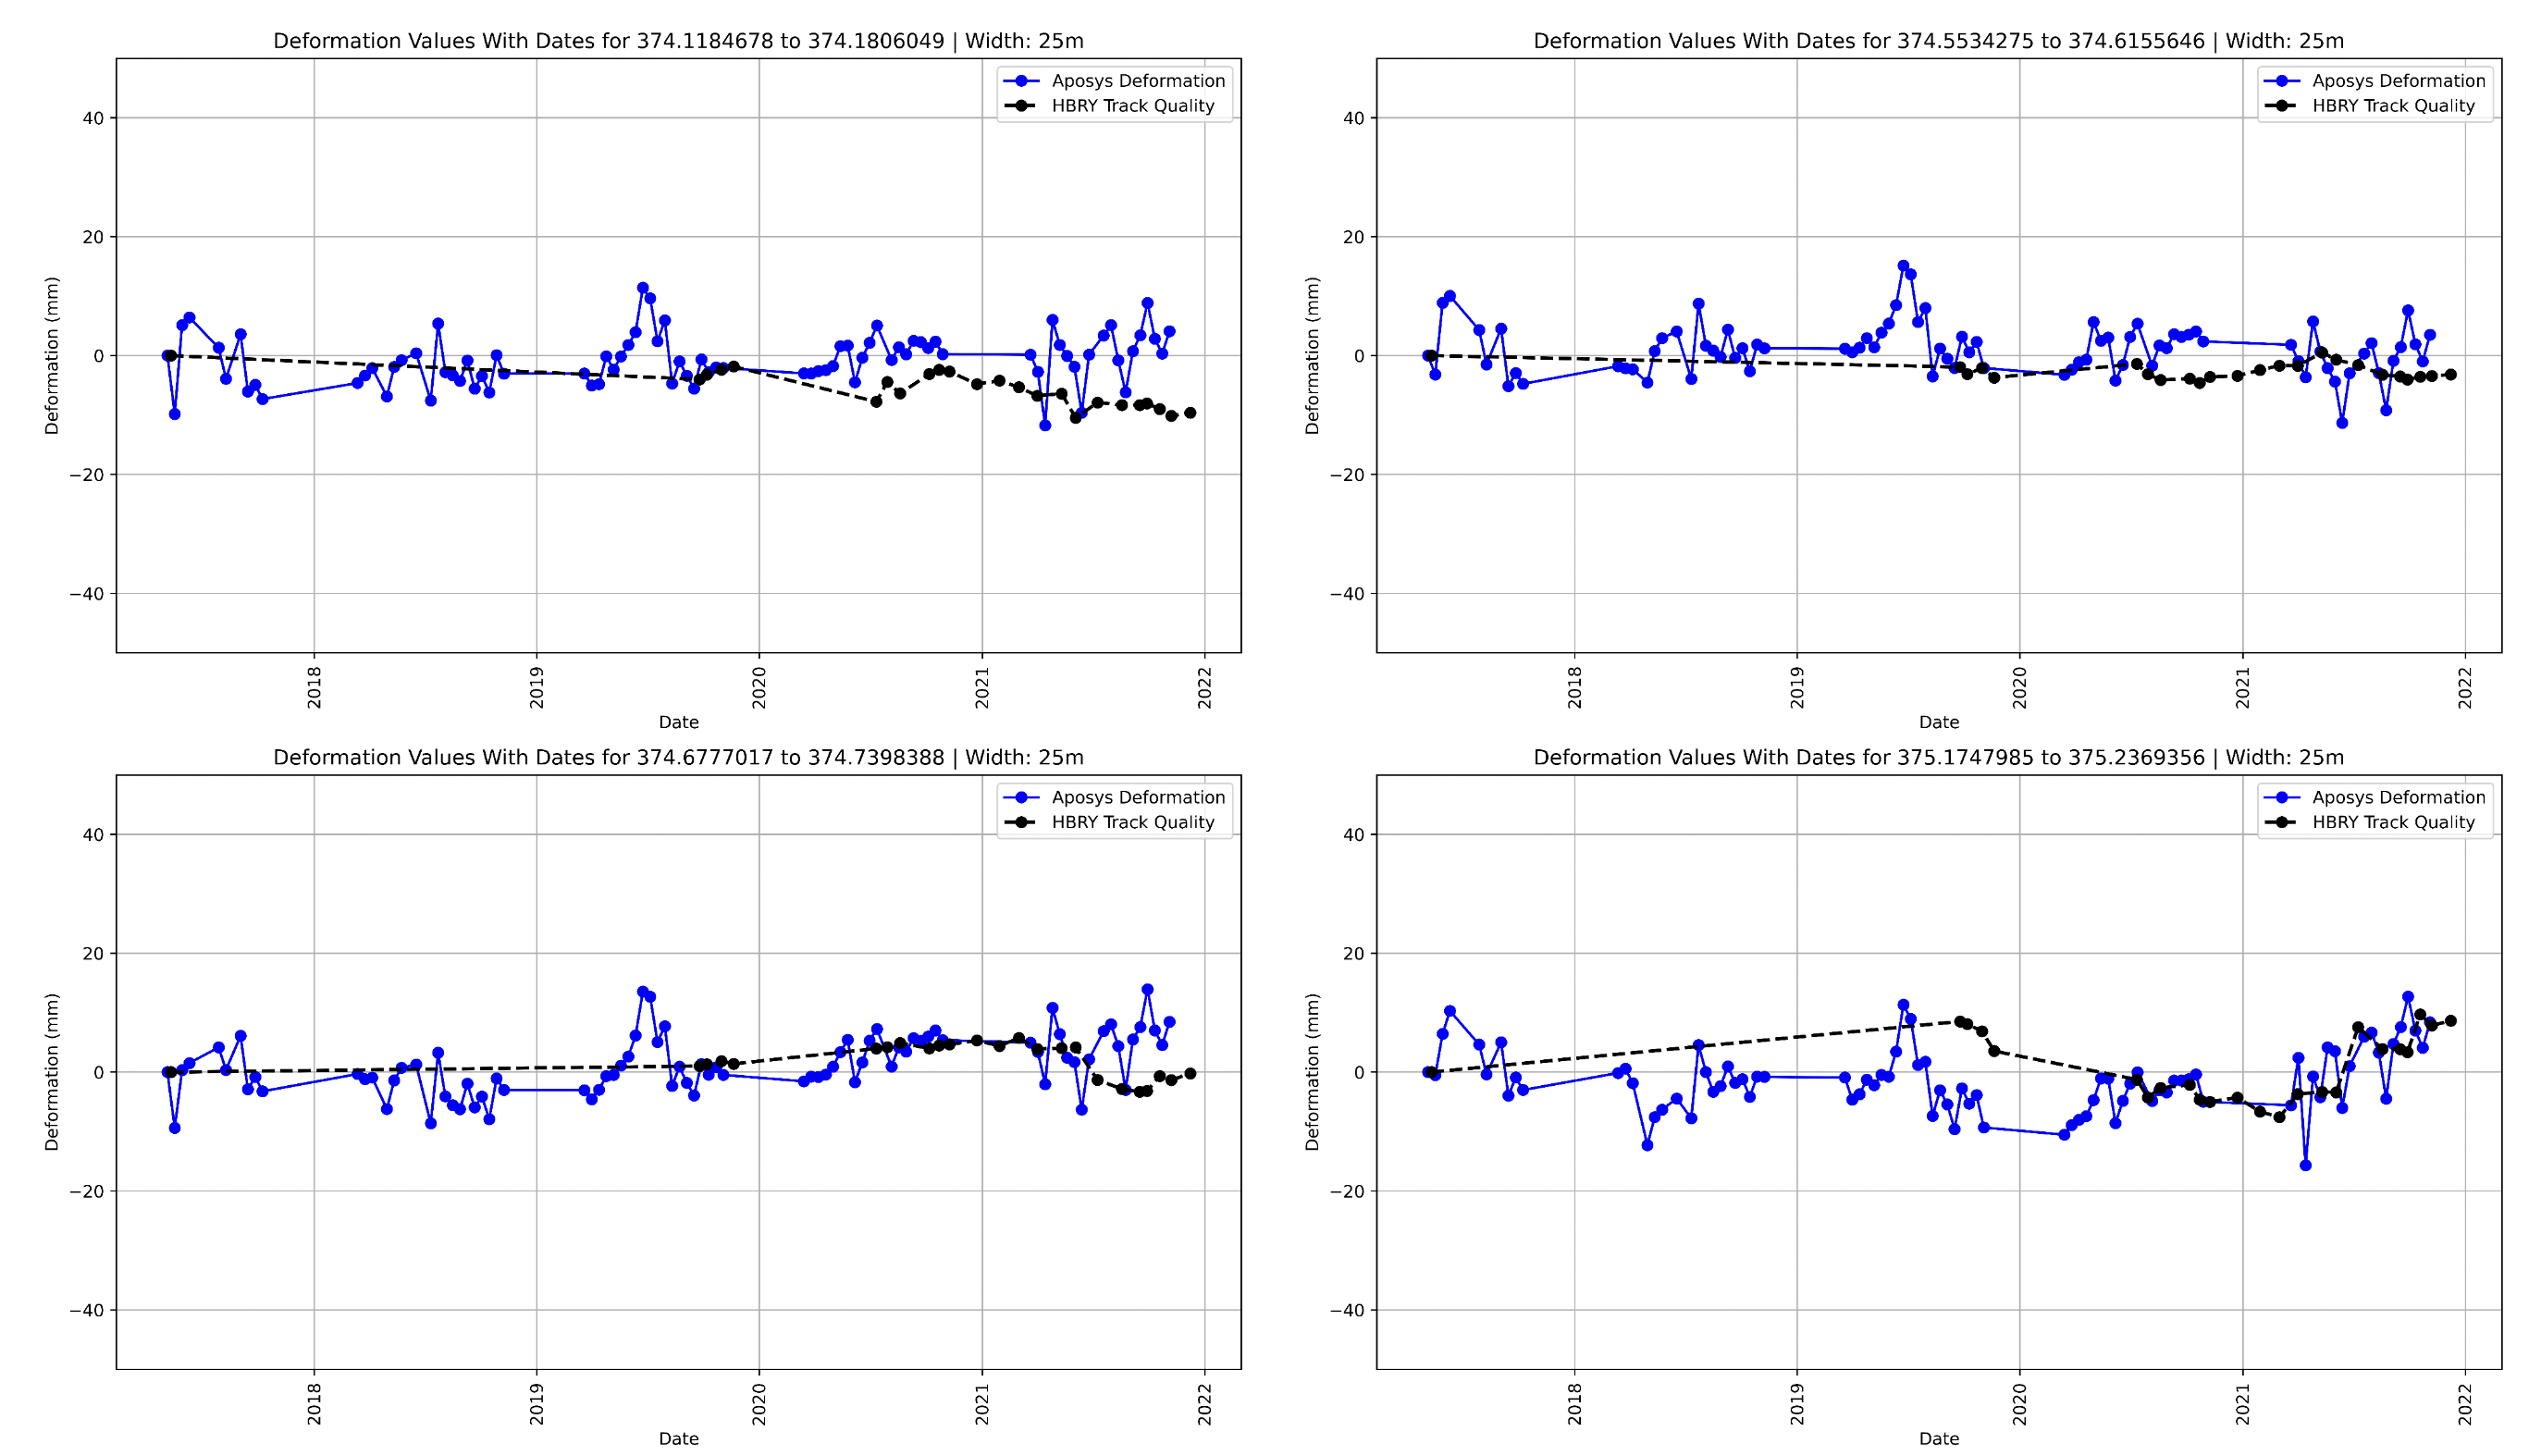 Deformation Values With Dates for 374.1184678 to 374.1806049 | Width: 25m
Aposys Deformation
HBRY Track Quality
40
20
0
−20
−40
Deformation (mm)
2018
2019
2020
2021
2022
Date
Deformation Values With Dates for 374.5534275 to 374.6155646 | Width: 25m
Aposys Deformation
HBRY Track Quality
40
20
0
−20
−40
Deformation (mm)
2018
2019
2020
2021
2022
Date
Deformation Values With Dates for 374.6777017 to 374.7398388 | Width: 25m
Aposys Deformation
HBRY Track Quality
40
20
0
−20
−40
Deformation (mm)
2018
2019
2020
2021
2022
Date
Deformation Values With Dates for 375.1747985 to 375.2369356 | Width: 25m
Aposys Deformation
HBRY Track Quality
40
20
0
−20
−40
Deformation (mm)
2018
2019
2020
2021
2022
Date